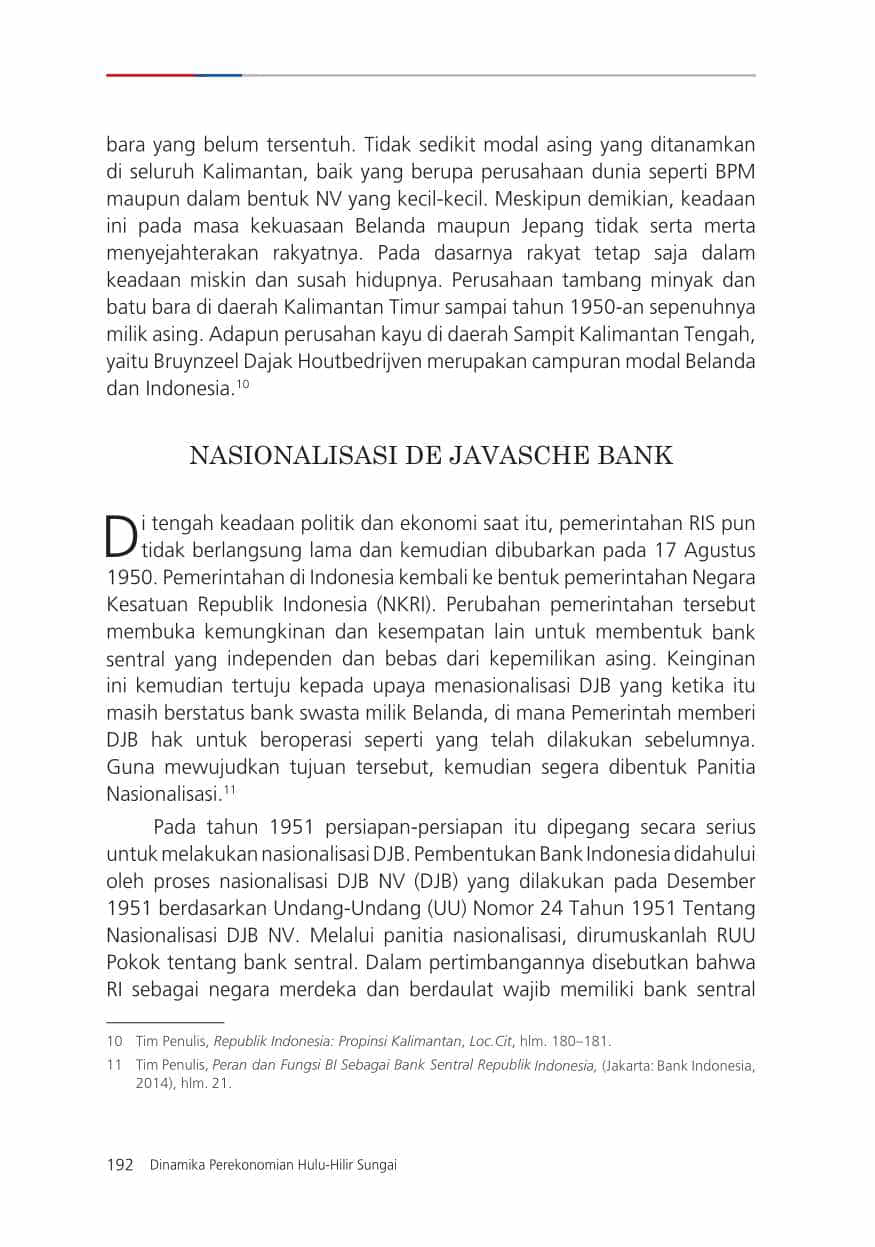 bara yang belum tersentuh. Tidak sedikit modal asing yang ditanamkan
di seluruh Kalimantan, baik yang berupa perusahaan dunia seperti BPM
maupun dalam bentuk NV yang kecil-kecil. Meskipun demikian, keadaan
ini pada masa kekuasaan Belanda maupun Jepang tidak serta merta
menyejahterakan rakyatnya. Pada dasarnya rakyat tetap saja dalam
keadaan miskin dan susah hidupnya. Perusahaan tambang minyak dan
batu bara di daerah Kalimantan Timur sampai tahun 1950-an sepenuhnya
milik asing. Adapun perusahan kayu di daerah Sampit Kalimantan Tengah,
yaitu Bruynzeel Dajak Houtbedrijven merupakan campuran modal Belanda
dan Indonesia.10
NASIONALISASI DE JAVASCHE BANK
Di tengah keadaan politik dan ekonomi saat itu, pemerintahan RIS pun
tidak berlangsung lama dan kemudian dibubarkan pada 17 Agustus
1950. Pemerintahan di Indonesia kembali ke bentuk pemerintahan Negara
Kesatuan Republik Indonesia (NKRI). Perubahan pemerintahan tersebut
membuka kemungkinan dan kesempatan lain untuk membentuk bank
sentral yang independen dan bebas dari kepemilikan asing. Keinginan
ini kemudian tertuju kepada upaya menasionalisasi DJB yang ketika itu
masih berstatus bank swasta milik Belanda, di mana Pemerintah memberi
DJB hak untuk beroperasi seperti yang telah dilakukan sebelumnya.
Guna mewujudkan tujuan tersebut, kemudian segera dibentuk Panitia
Nasionalisasi.11
Pada tahun 1951 persiapan-persiapan itu dipegang secara serius
untuk melakukan nasionalisasi DJB. Pembentukan Bank Indonesia didahului
oleh proses nasionalisasi DJB NV (DJB) yang dilakukan pada Desember
1951 berdasarkan Undang-Undang (UU) Nomor 24 Tahun 1951 Tentang
Nasionalisasi DJB NV. Melalui panitia nasionalisasi, dirumuskanlah RUU
Pokok tentang bank sentral. Dalam pertimbangannya disebutkan bahwa
RI sebagai negara merdeka dan berdaulat wajib memiliki bank sentral
10 Tim Penulis, Republik Indonesia: Propinsi Kalimantan, Loc.Cit, hlm. 180–181.
11 Tim Penulis, Peran dan Fungsi BI Sebagai Bank Sentral Republik Indonesia, (Jakarta: Bank Indonesia,
2014), hlm. 21.
192 Dinamika Perekonomian Hulu-Hilir Sungai